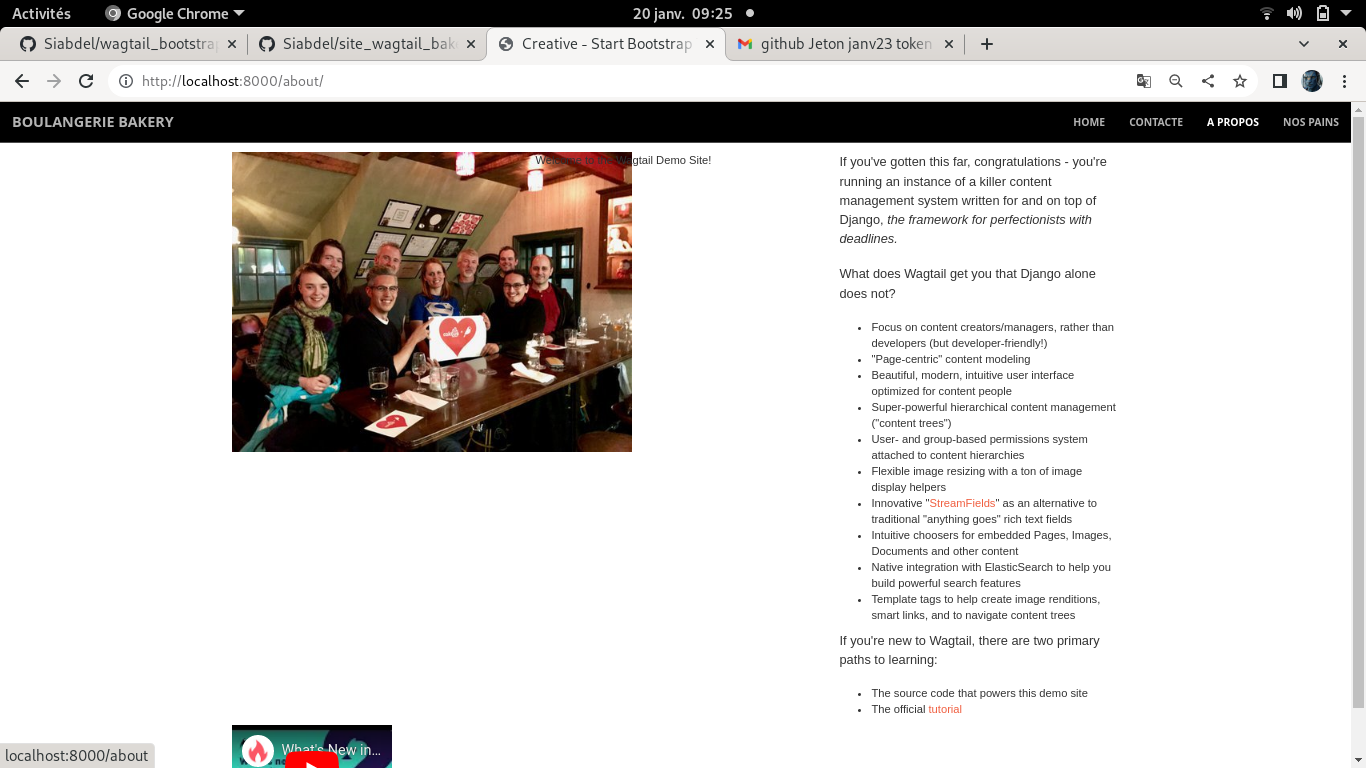 Activités
Google Chrome
20 janv. 09:25
Siabdel/wagtail_bootstrap
Siabdel/site_wagtail_bak
Creative - Start Bootstrap
github Jeton janv23 token
http://localhost:8000/about/
BOULANGERIE BAKERY
HOME
CONTACTE
A PROPOS
NOS PAINS
Welcome to the Wagtail Demo Site!
If you've gotten this far, congratulations - you're
running an instance of a killer content
management system written for and on top of
Django, the framework for perfectionists with
deadlines.
What does Wagtail get you that Django alone
does not?
• Focus on content creators/managers, rather than
developers (but developer-friendly!)
• "Page-centric" content modeling
• Beautiful, modern, intuitive user interface
optimized for content people
• Super-powerful hierarchical content management
("content trees")
• User- and group-based permissions system
attached to content hierarchies
• Flexible image resizing with a ton of image
display helpers
• Innovative "StreamFields" as an alternative to
traditional "anything goes" rich text fields
• Intuitive choosers for embedded Pages, Images,
Documents and other content
• Native integration with ElasticSearch to help you
build powerful search features
• Template tags to help create image renditions,
smart links, and to navigate content trees
If you're new to Wagtail, there are two primary
paths to learning:
• The source code that powers this demo site
• The official tutorial
What's New in...
localhost:8000/about